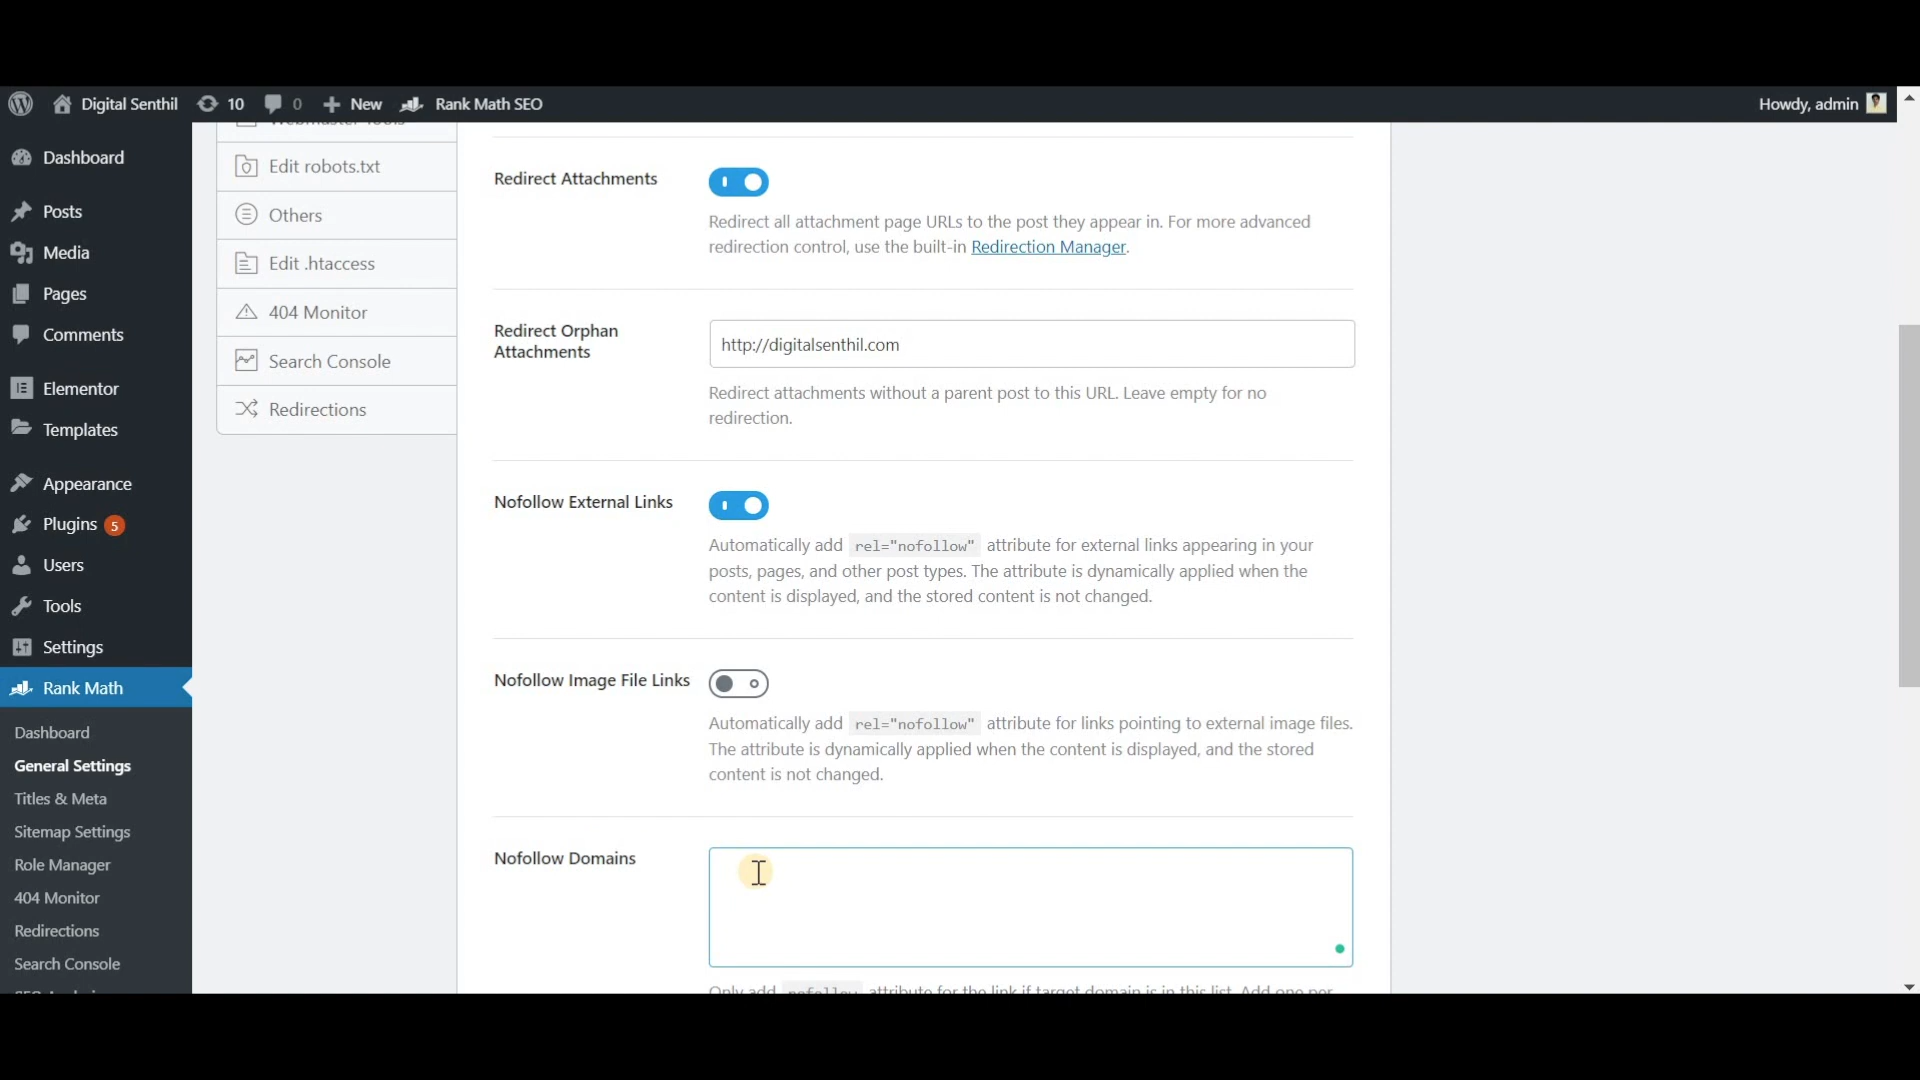 Digital Senthil 10 0 New Rank Math SEO Howdy, admin
Dashboard
Posts
Media
Pages
Comments
Elementor
Templates
Appearance
Plugins 5
Users
Tools
Settings
Rank Math
Dashboard
General Settings
Titles & Meta
Sitemap Settings
Role Manager
404 Monitor
Redirections
Search Console
Edit robots.txt
Others
Edit .htaccess
404 Monitor
Search Console
Redirections
Redirect Attachments
Redirect all attachment page URLs to the post they appear in. For more advanced
redirection control, use the built-in Redirection Manager.
Redirect Orphan
Attachments
http://digitalsenthil.com
Redirect attachments without a parent post to this URL. Leave empty for no
redirection.
Nofollow External Links
Automatically add rel="nofollow" attribute for external links appearing in your
posts, pages, and other post types. The attribute is dynamically applied when the
content is displayed, and the stored content is not changed.
Nofollow Image File Links
Automatically add rel="nofollow" attribute for links pointing to external image files.
The attribute is dynamically applied when the content is displayed, and the stored
content is not changed.
Nofollow Domains
Only add nofollow attribute for the link if target domain is in this list. Add one per